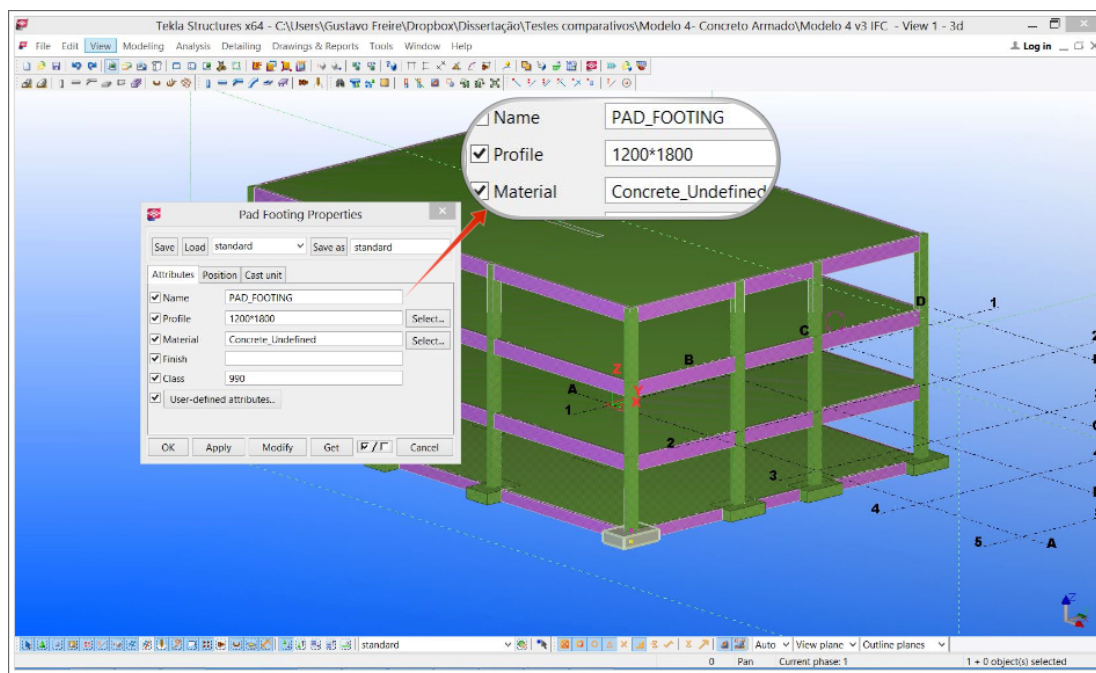 Tekla Structures x64 - C:\Users\Gustavo Freire\Dropbox\Dissertação\Testes comparativos\Modelo 4- Concreto Armado\Modelo 4 v3 IFC - View 1 - 3d
File Edit View Modeling Analysis Detailing Drawings & Reports Tools Window Help
Log in
Name PAD_FOOTING
Profile 1200*1800
Material Concrete_Undefined
Pad Footing Properties
Save Load standard Save as standard
Attributes Position Cast unit
Name PAD_FOOTING
Profile 1200*1800 Select...
Material Concrete_Undefined Select...
Finish
Class 990
User-defined attributes...
OK Apply Modify Get Cancel
D 1
C
2
B
Z
A
Y
X
1
2
3
4
5 A
Z
standard
Auto View plane Outline planes
0 Pan Current phase: 1 1 + 0 object(s) selected